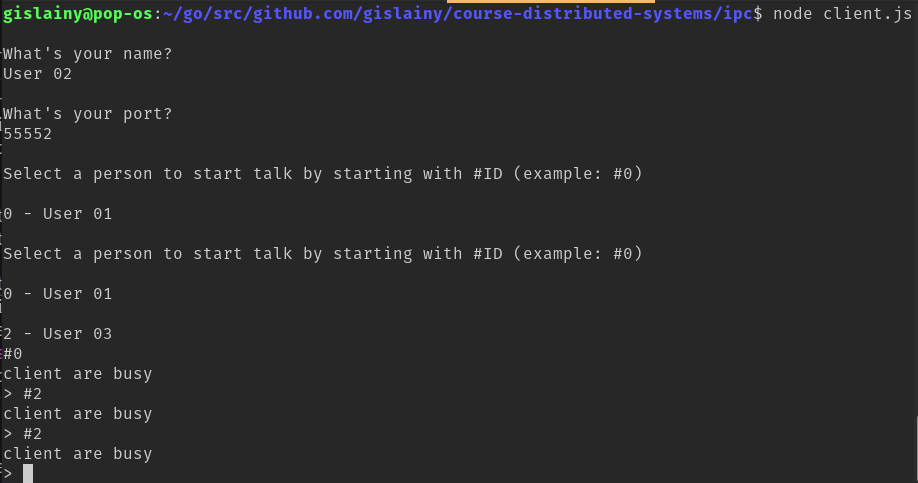 gislainy@pop-os:~/go/src/github.com/gislainy/course-distributed-systems/ipc$ node client.js
What's your name?
User 02
What's your port?
55552
Select a person to start talk by starting with #ID (example: #0)
0 - User 01
Select a person to start talk by starting with #ID (example: #0)
0 - User 01
2 - User 03
#0
client are busy
> #2
client are busy
> #2
client are busy
>